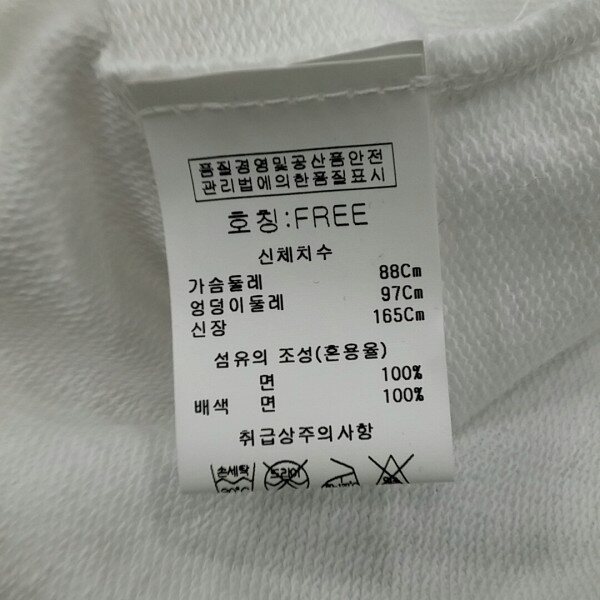 품질경영및공산품안전
관리법에의한품질표시
호칭:FREE
신체치수
가슴둘레 88Cm
엉덩이둘레 97Cm
신장 165Cm
섬유의 조성(혼용율)
면 100%
배색 면 100%
취급상주의사항
손세탁 드라이